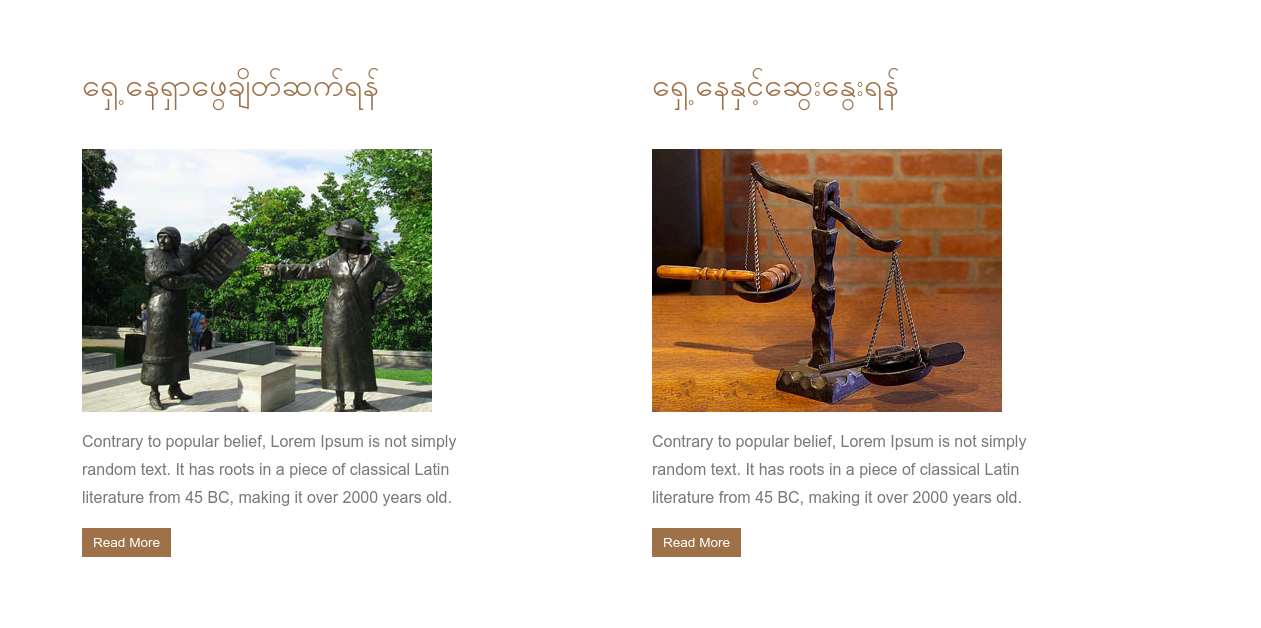 ရှေ့နေရှာဖွေချိတ်ဆက်ရန်
Contrary to popular belief, Lorem Ipsum is not simply
random text. It has roots in a piece of classical Latin
literature from 45 BC, making it over 2000 years old.
Read More
ရှေ့နေနှင့်ဆွေးနွေးရန်
Contrary to popular belief, Lorem Ipsum is not simply
random text. It has roots in a piece of classical Latin
literature from 45 BC, making it over 2000 years old.
Read More